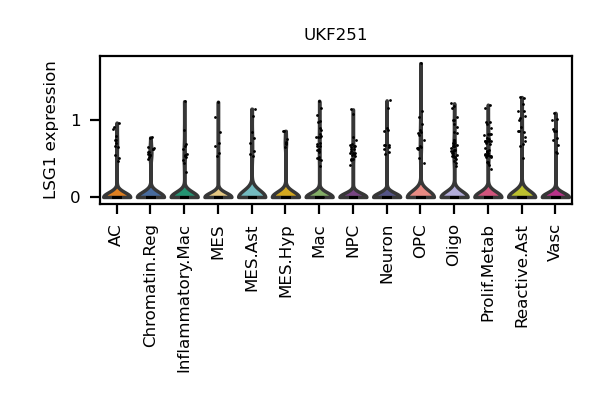 UKF251
LSG1 expression
1
0
AC
Chromatin.Reg
Inflammatory.Mac
MES
MES.Ast
MES.Hyp
Mac
NPC
Neuron
OPC
Oligo
Prolif.Metab
Reactive.Ast
Vasc